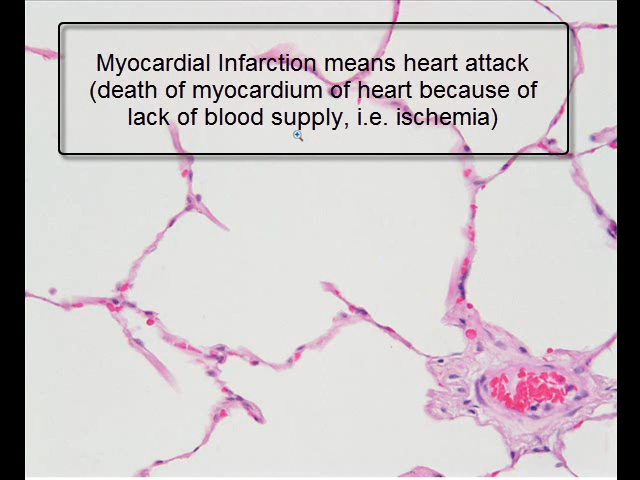 Myocardial Infarction means heart attack
(death of myocardium of heart because of
lack of blood supply, i.e. ischemia)